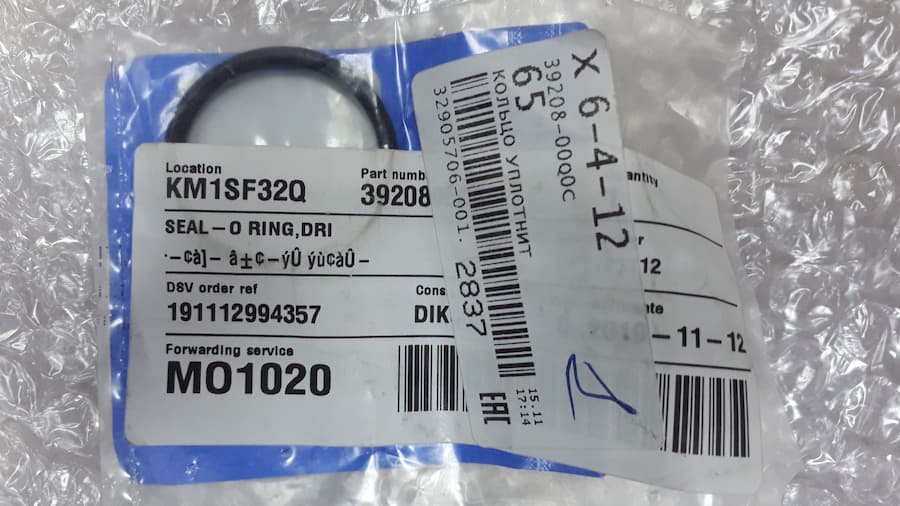 Location
KM1SF32Q
Part numb
39208
SEAL-O RING,DRI
·-¢à]- â±¢-ýÛ ýù¢àÛ-
DSV order ref
191112994357
Cons
DIK
Forwarding service
MO1020
X 6-4-12
39208-00Q0C
65
КОЛЬЦО УПЛОТНИТ
32905706-001.
2837
EAC
15.11
17:14
antity
r
12
ate
-11-12